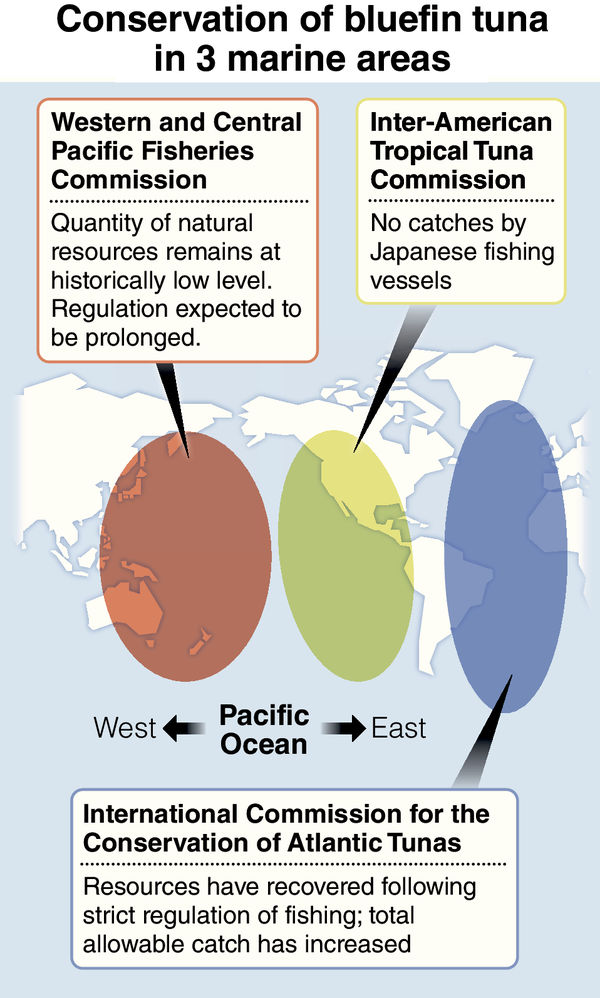 Conservation of bluefin tuna
in 3 marine areas
Western and Central
Pacific Fisheries
Commission
Quantity of natural
resources remains at
historically low level.
Regulation expected to
be prolonged.
Inter-American
Tropical Tuna
Commission
No catches by
Japanese fishing
vessels
West
Pacific
Ocean
East
International Commission for the
Conservation of Atlantic Tunas
Resources have recovered following
strict regulation of fishing; total
allowable catch has increased